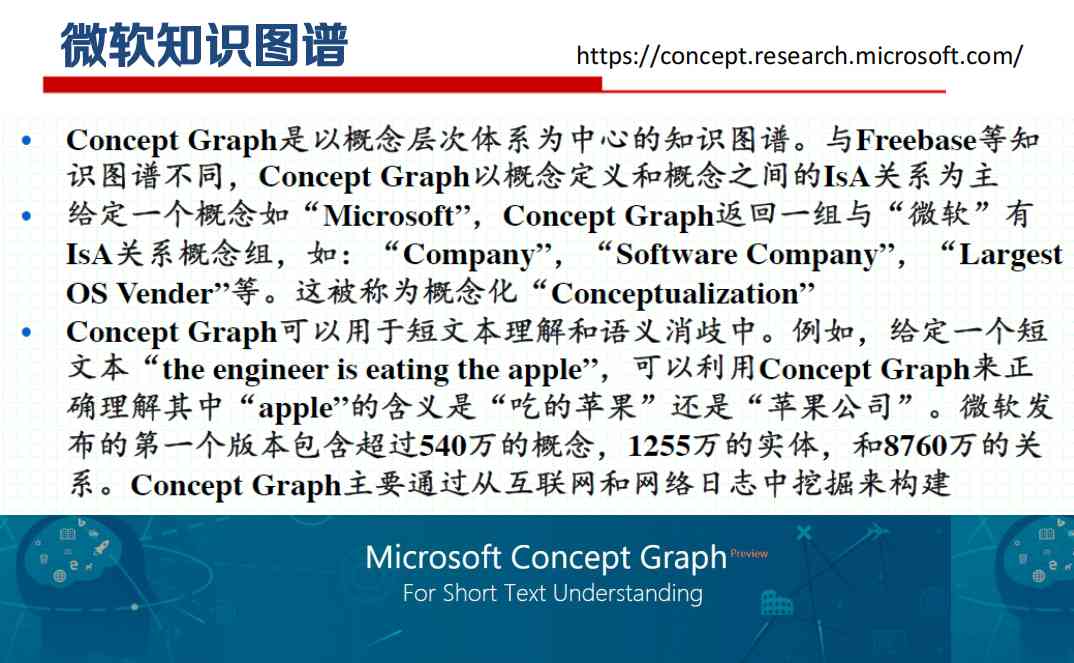 微软知识图谱
https://concept.research.microsoft.com/
• Concept Graph是以概念层次体系为中心的知识图谱。与Freebase等知
识图谱不同，Concept Graph以概念定义和概念之间的IsA关系为主
• 给定一个概念如“Microsoft”，Concept Graph返回一组与“微软”有
IsA关系概念组，如：“Company”，“Software Company”，“Largest
OS Vender”等。这被称为概念化“Conceptualization”
• Concept Graph可以用于短文本理解和语义消歧中。例如，给定一个短
文本“the engineer is eating the apple”，可以利用Concept Graph来正
确理解其中“apple”的含义是“吃的苹果”还是“苹果公司”。微软发
布的第一个版本包含超过540万的概念，1255万的实体，和8760万的关
系。Concept Graph主要通过从互联网和网络日志中挖掘来构建
Microsoft Concept Graph Preview
For Short Text Understanding